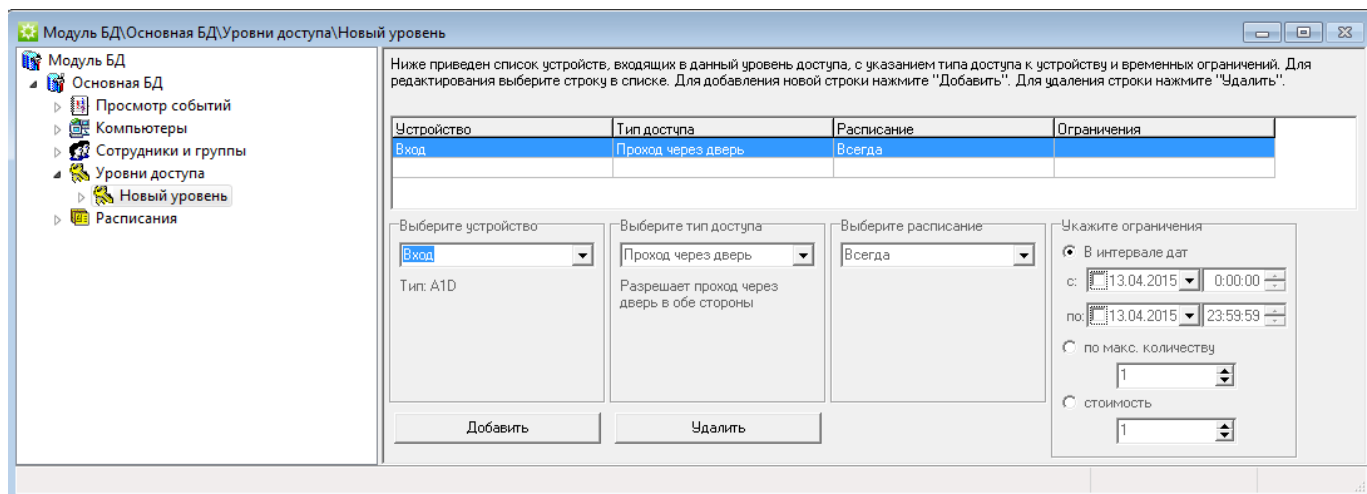 Модуль БД\Основная БД\Уровни доступа\Новый уровень
Модуль БД
Основная БД
Просмотр событий
Компьютеры
Сотрудники и группы
Уровни доступа
Новый уровень
Расписания
Ниже приведен список устройств, входящих в данный уровень доступа, с указанием типа доступа к устройству и временных ограничений. Для
редактирования выберите строку в списке. Для добавления новой строки нажмите "Добавить". Для удаления строки нажмите "Удалить".
Устройство Тип доступа Расписание Ограничения
Вход Проход через дверь Всегда
Выберите устройство Выберите тип доступа Выберите расписание Укажите ограничения
Вход Проход через дверь Всегда В интервале дат
Тип: A1D Разрешает проход через с: 13.04.2015 0:00:00
дверь в обе стороны
по: 13.04.2015 23:59:59
по макс. количеству
1
стоимость
Добавить Удалить 1